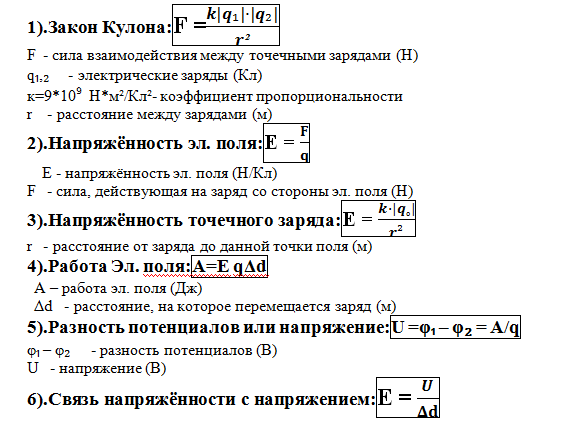 1).Закон Кулона: F = k|q₁|·|q₂| / r²
F - сила взаимодействия между точечными зарядами (Н)
q₁,₂ - электрические заряды (Кл)
к=9*10⁹ Н*м²/Кл²- коэффициент пропорциональности
r - расстояние между зарядами (м)
2).Напряжённость эл. поля: E = F / q
E - напряжённость эл. поля (Н/Кл)
F - сила, действующая на заряд со стороны эл. поля (Н)
3).Напряжённость точечного заряда: E = k·|qₒ| / r²
r - расстояние от заряда до данной точки поля (м)
4).Работа Эл. поля: A=E qΔd
А – работа эл. поля (Дж)
Δd - расстояние, на которое перемещается заряд (м)
5).Разность потенциалов или напряжение: U =φ₁ – φ₂ = A/q
φ₁ – φ₂ - разность потенциалов (В)
U - напряжение (В)
6).Связь напряжённости с напряжением: E = U / Δd